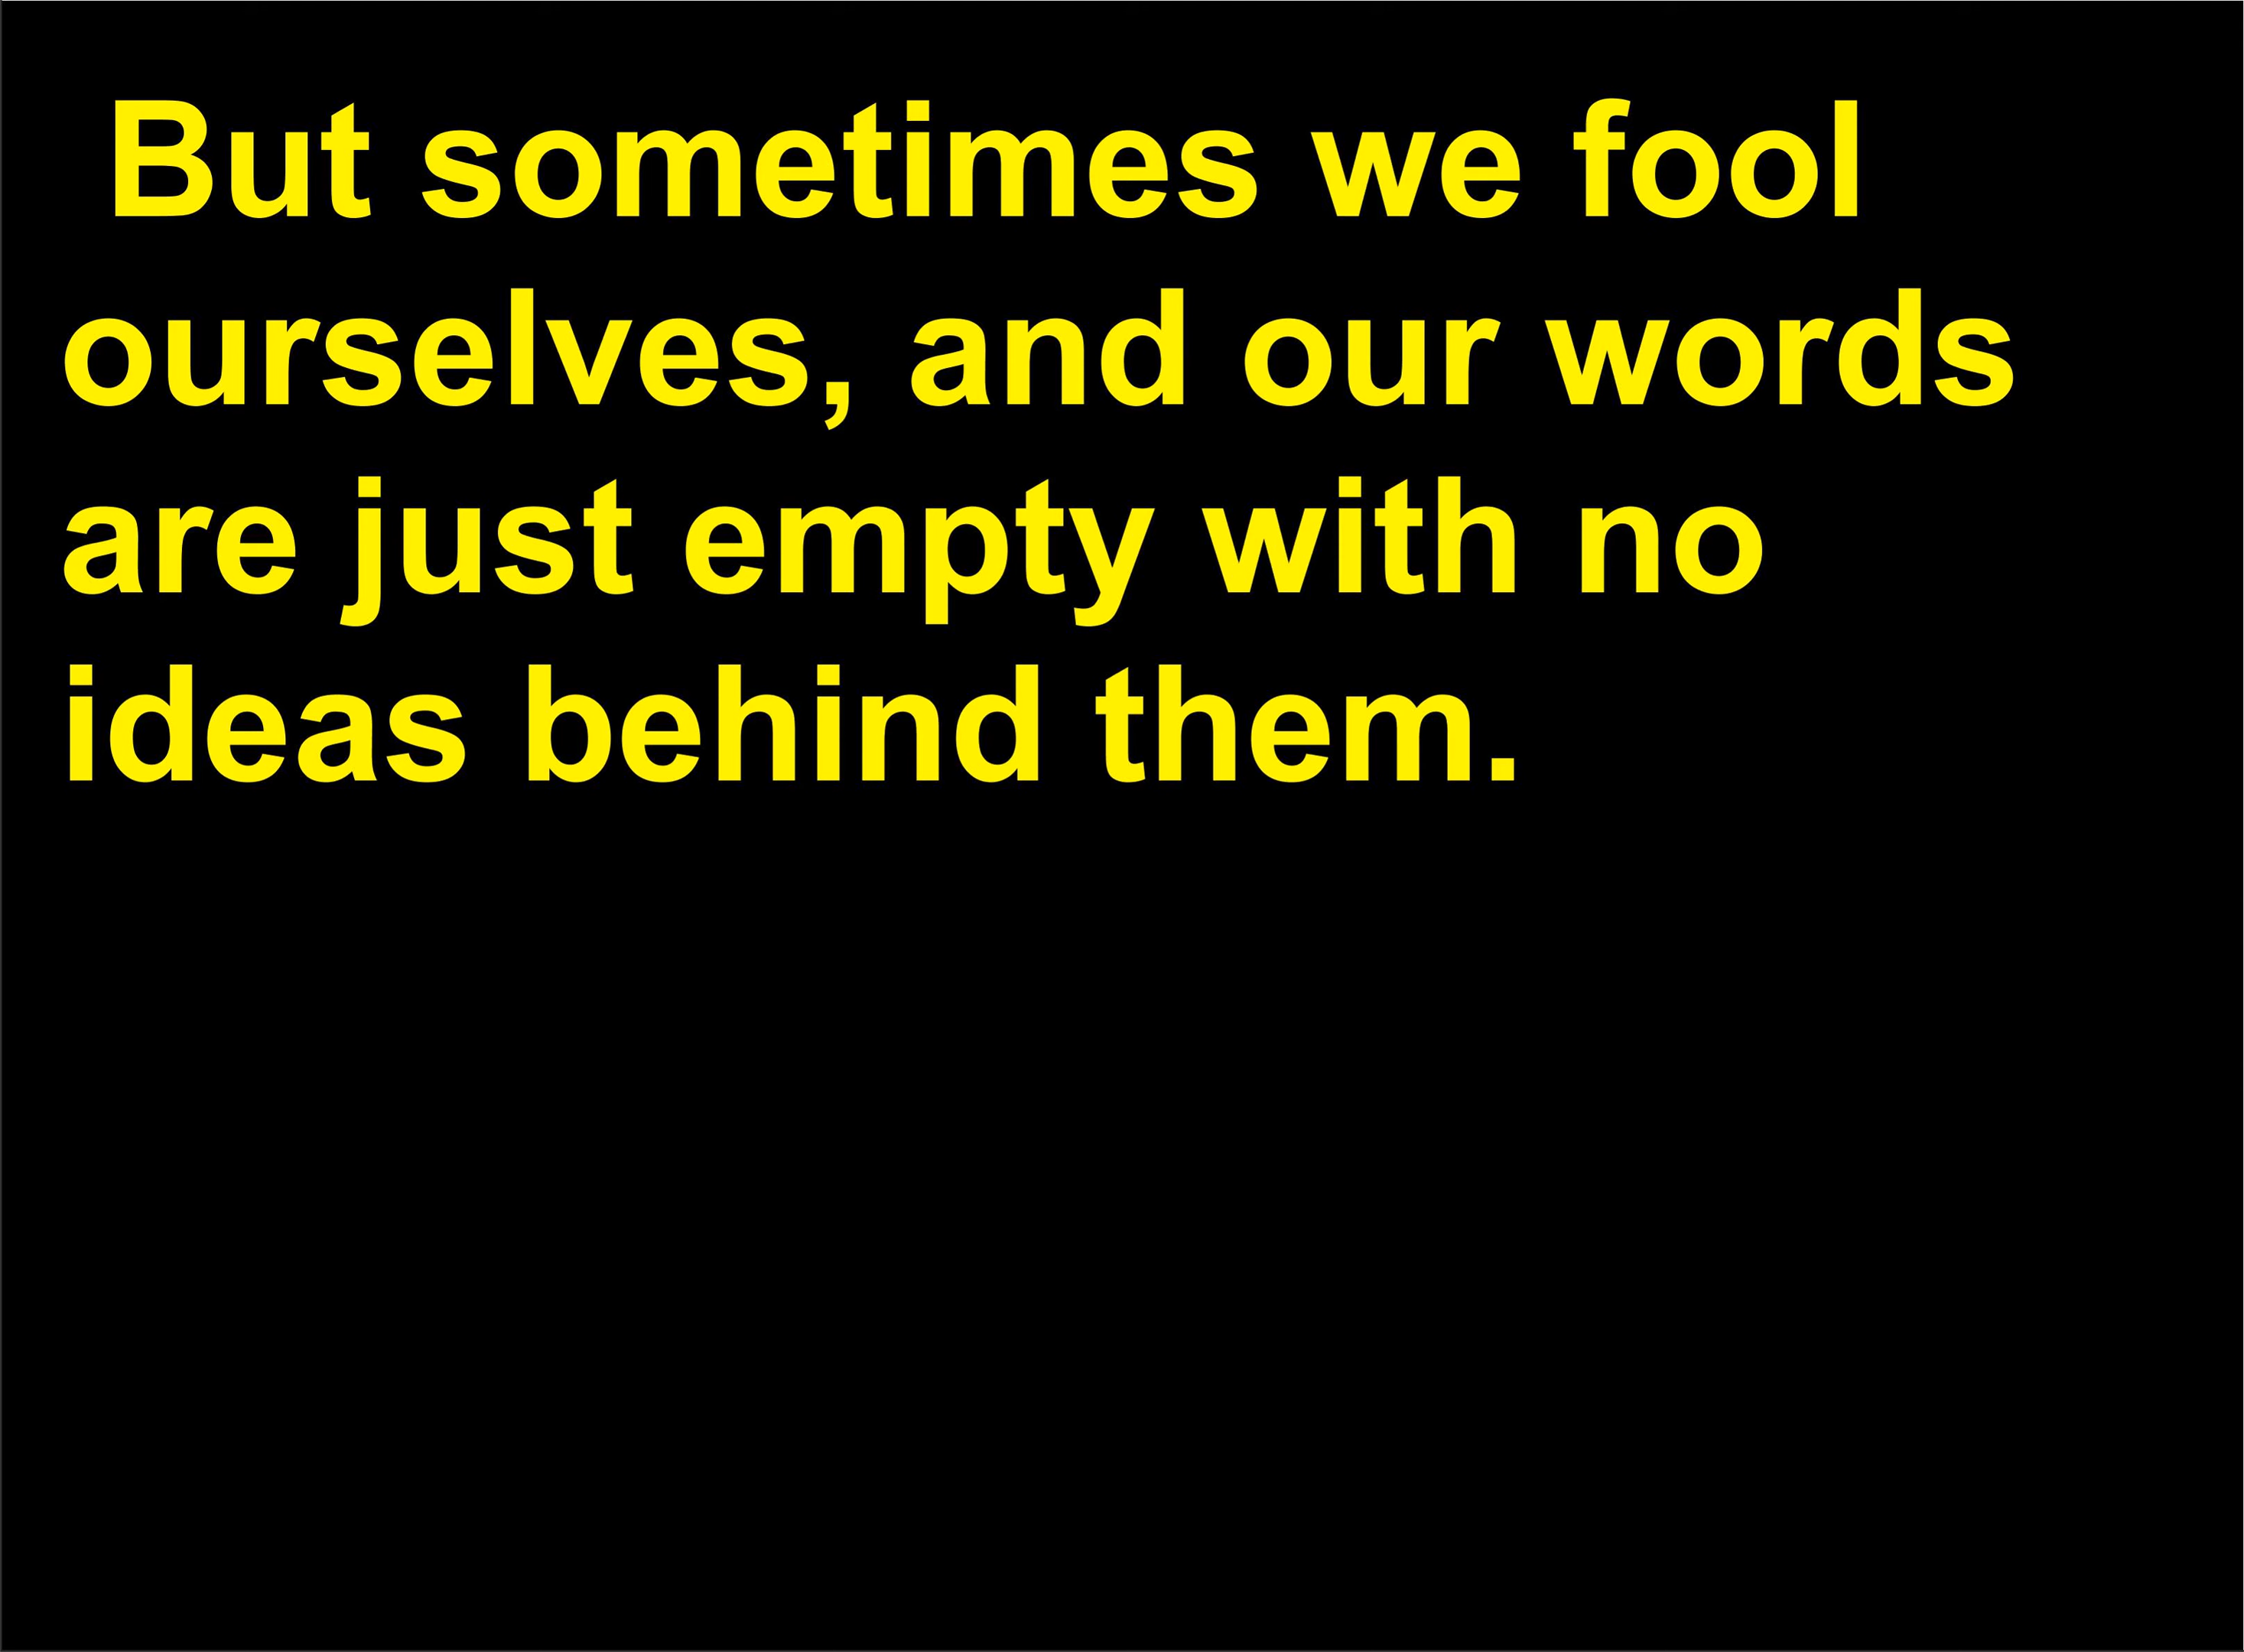 But sometimes we fool
ourselves, and our words
are just empty with no
ideas behind them.